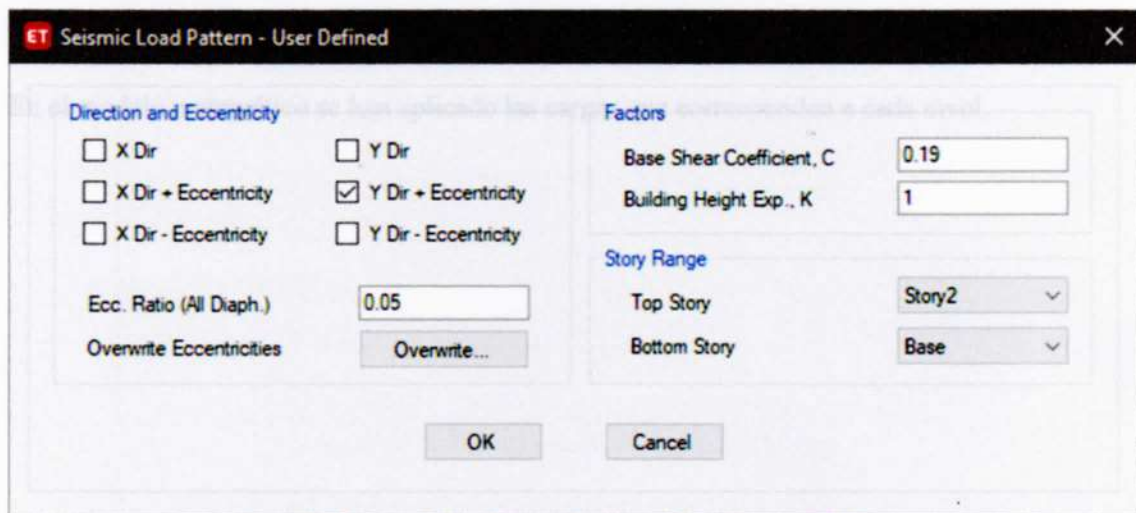 ET Seismic Load Pattern - User Defined
Direction and Eccentricity
X Dir
Y Dir
X Dir + Eccentricity
Y Dir + Eccentricity
X Dir - Eccentricity
Y Dir - Eccentricity
Ecc. Ratio (All Diaph.) 0.05
Overwrite Eccentricities Overwrite...
Factors
Base Shear Coefficient, C 0.19
Building Height Exp., K 1
Story Range
Top Story Story2
Bottom Story Base
OK Cancel